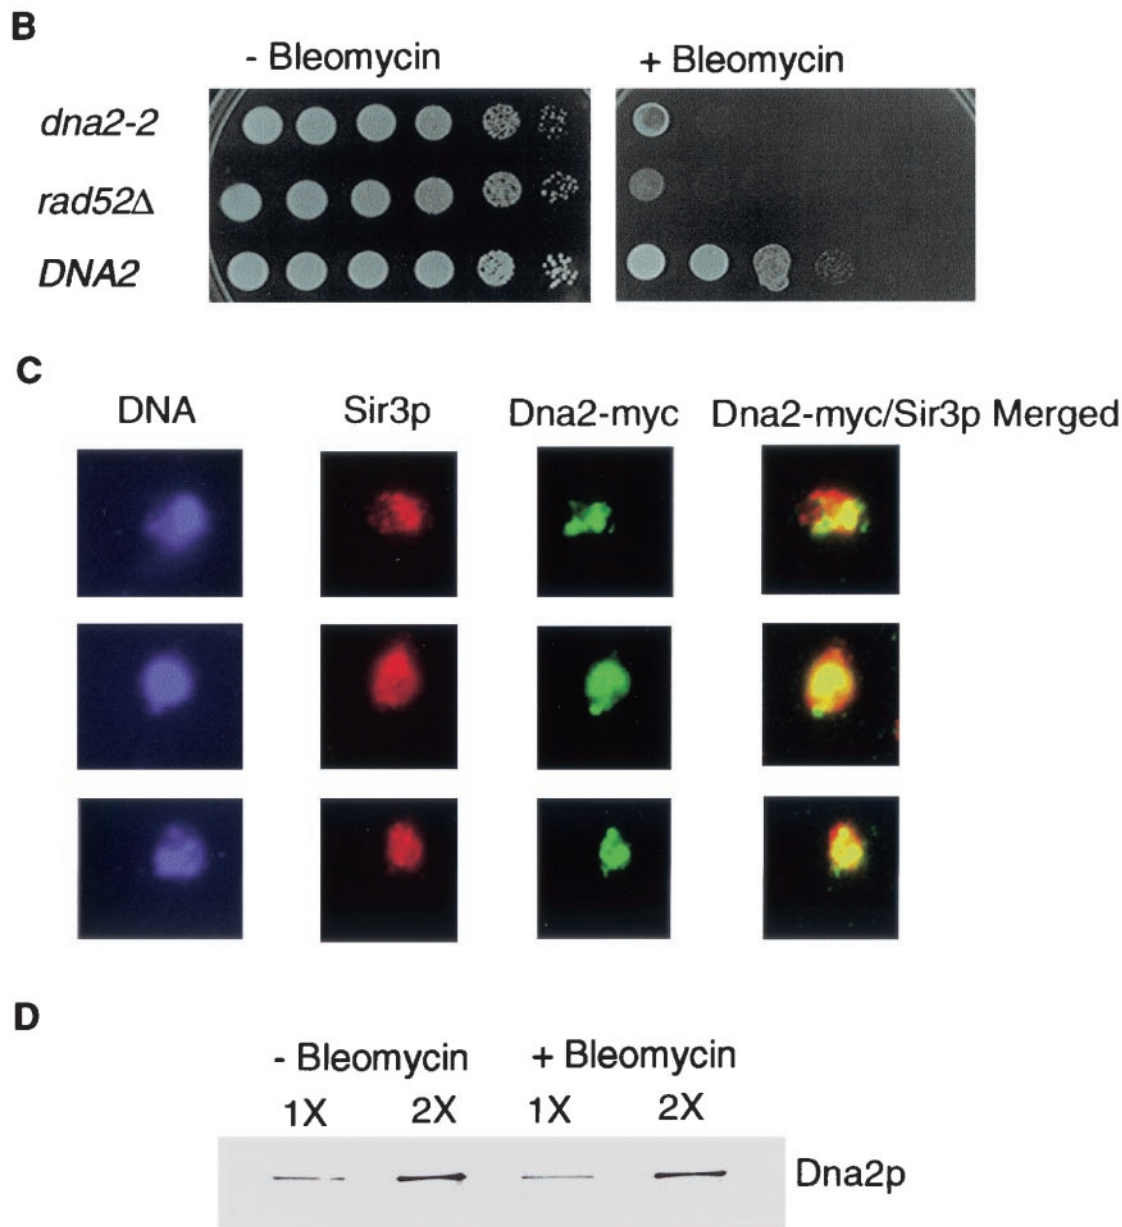 B
- Bleomycin + Bleomycin
dna2-2
rad52Δ
DNA2
C
DNA Sir3p Dna2-myc Dna2-myc/Sir3p Merged
D
- Bleomycin + Bleomycin
1X 2X 1X 2X
Dna2p